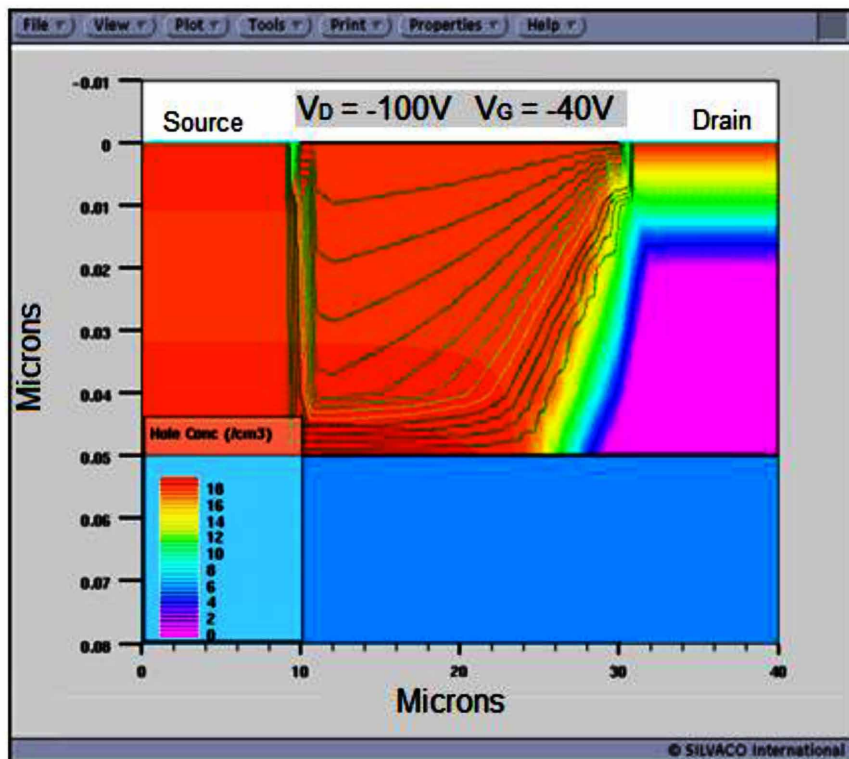 File View Plot Tools Print Properties Help
VD = -100V VG = -40V
Source
Drain
-0.01
0
0.01
0.02
0.03
0.04
0.05
0.06
0.07
0.08
Microns
Hole Conc (/cm3)
18
16
14
12
10
8
6
4
2
0
0 10 20 30 40
Microns
© SILVACO International